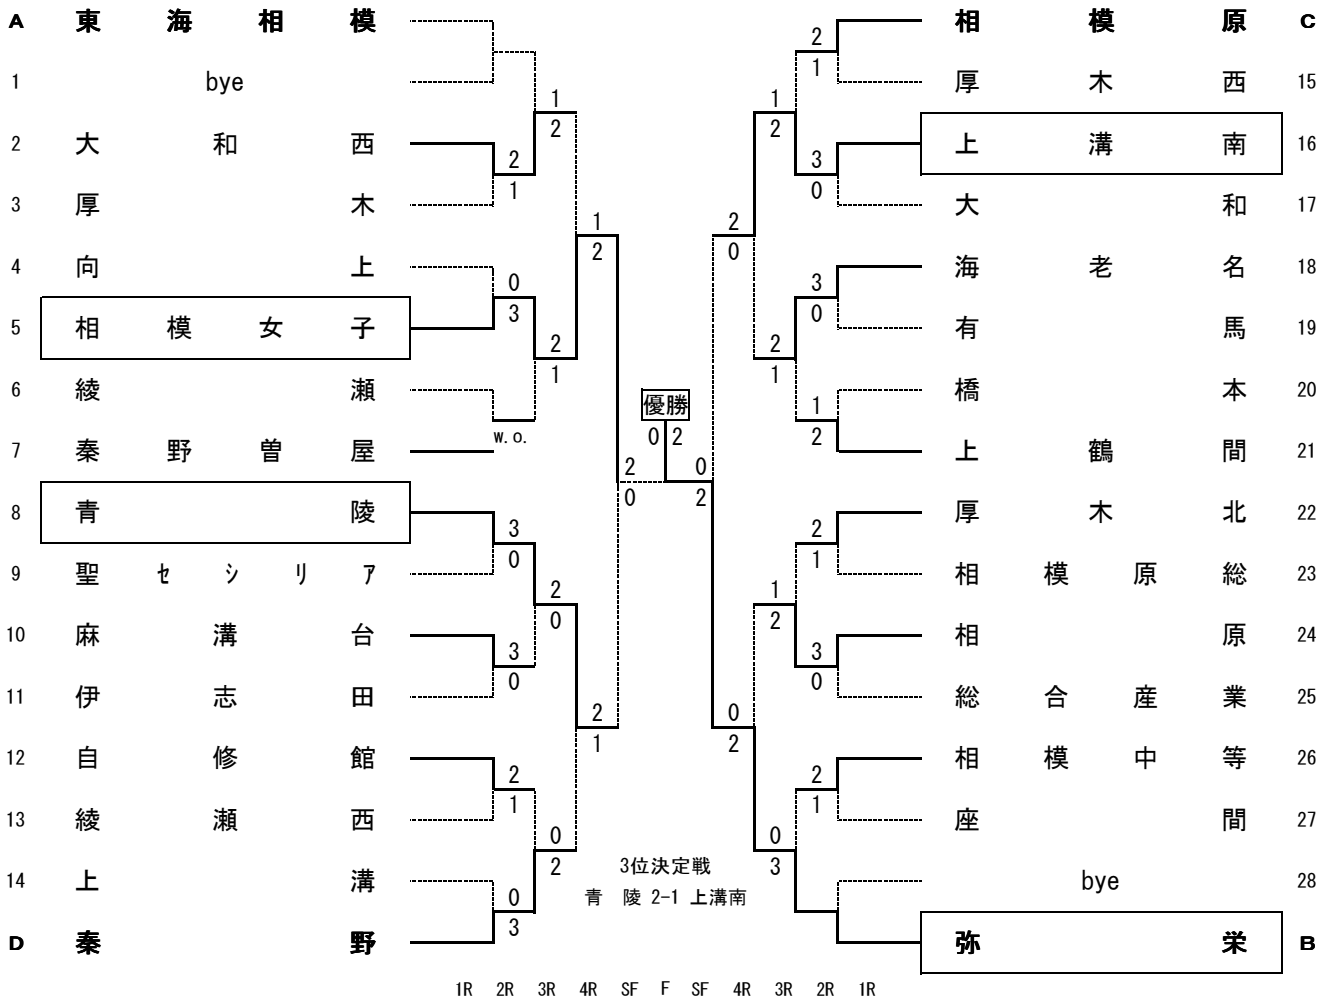 A 東海相模
1 bye
2 大和西
3 厚木
4 向上
5 相模女子
6 綾瀬
7 秦野曽屋
8 青陵
9 聖セシリア
10 麻溝台
11 伊志田
12 自修館
13 綾瀬西
14 上溝
D 秦野
2
1
0
3
w.o.
3
0
3
0
2
1
0
3
1
2
2
1
2
0
0
2
1
2
2
1
2
0
優勝
0 2
0
2
2
0
0
2
1
2
2
1
1
2
0
3
2
1
3
0
3
0
1
2
2
1
3
0
2
1
相模原 C
厚木西 15
上溝南 16
大和 17
海老名 18
有馬 19
橋本 20
上鶴間 21
厚木北 22
相模原総 23
相原 24
総合産業 25
相模中等 26
座間 27
bye 28
弥栄 B
3位決定戦
青 陵 2-1 上溝南
1R 2R 3R 4R SF F SF 4R 3R 2R 1R